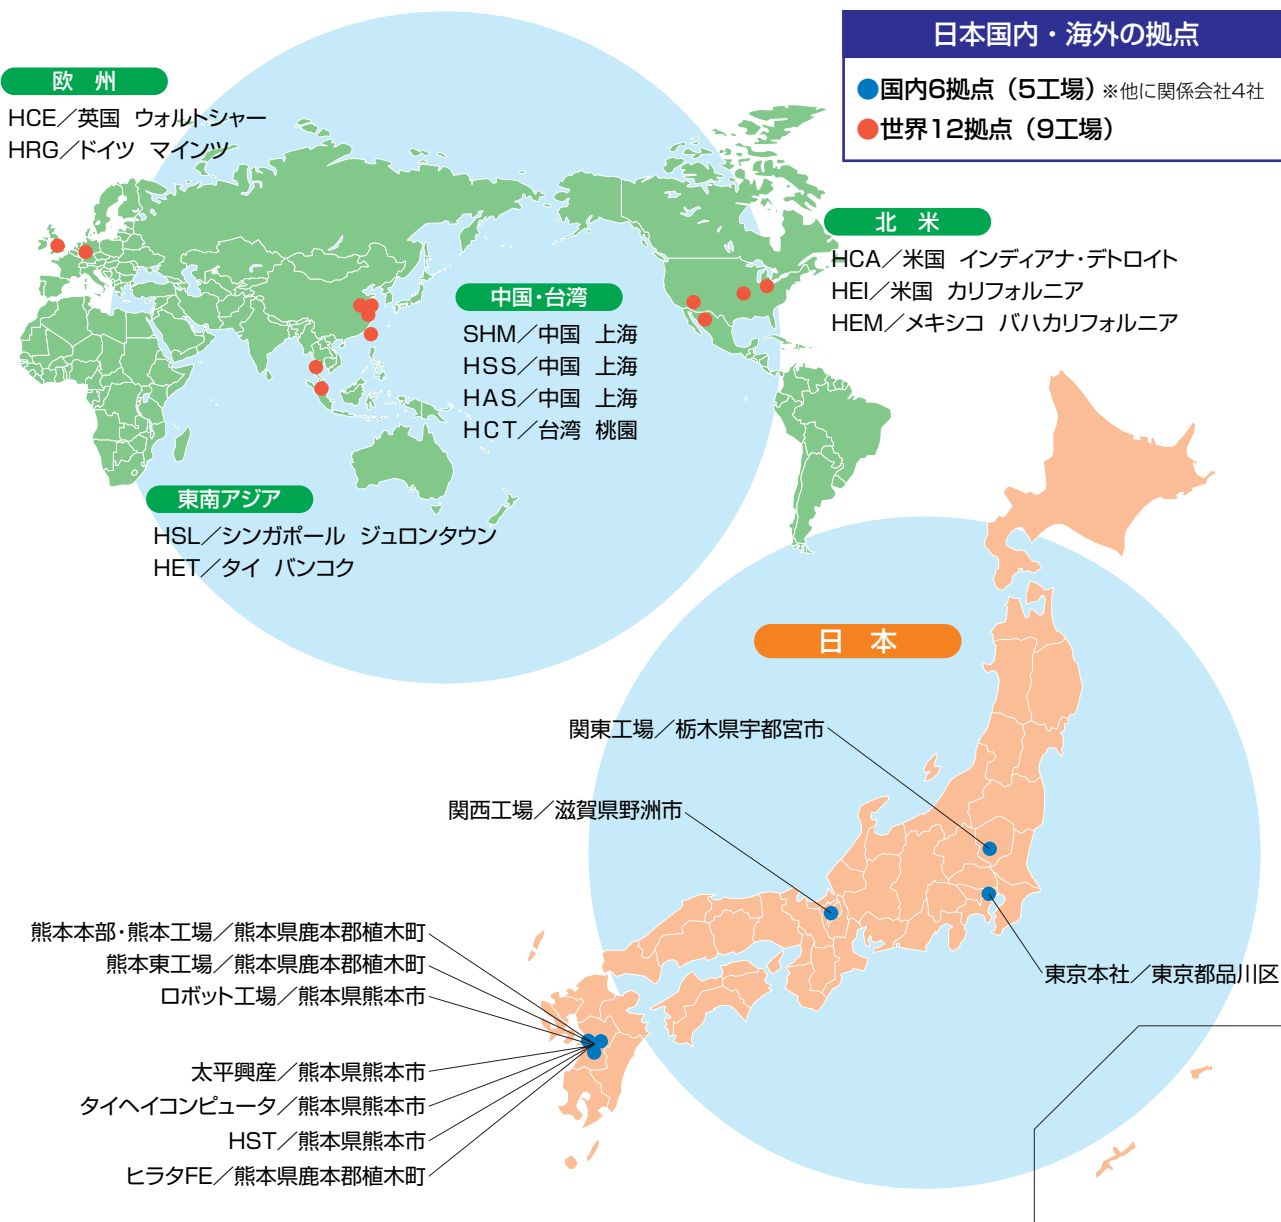 日本国内・海外の拠点
●国内6拠点（5工場）※他に関係会社4社
●世界12拠点（9工場）
欧 州
HCE／英国 ウォルトシャー
HRG／ドイツ マインツ
北 米
HCA／米国 インディアナ・デトロイト
HEI／米国 カリフォルニア
HEM／メキシコ バハカリフォルニア
中国・台湾
SHM／中国 上海
HSS／中国 上海
HAS／中国 上海
HCT／台湾 桃園
東南アジア
HSL／シンガポール ジュロンタウン
HET／タイ バンコク
日 本
関東工場／栃木県宇都宮市
関西工場／滋賀県野洲市
東京本社／東京都品川区
熊本本部・熊本工場／熊本県鹿本郡植木町
熊本東工場／熊本県鹿本郡植木町
ロボット工場／熊本県熊本市
太平興産／熊本県熊本市
タイヘイコンピュータ／熊本県熊本市
HST／熊本県熊本市
ヒラタFE／熊本県鹿本郡植木町